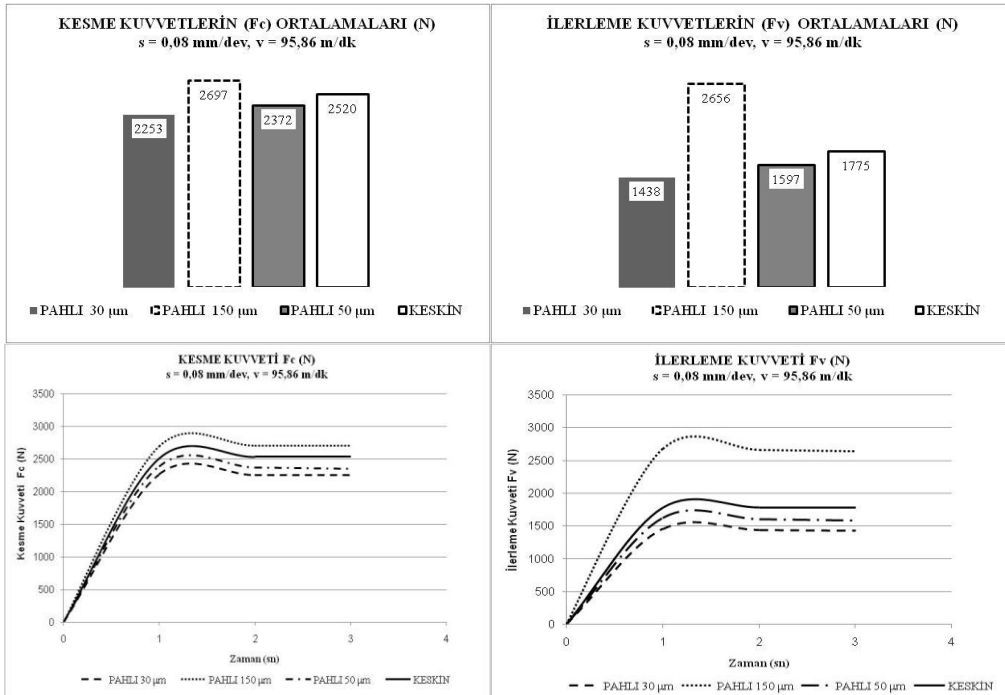 KESME KUVVETLERİN (Fc) ORTALAMALARI (N)
s = 0,08 mm/dev, v = 95,86 m/dk
2253
2697
2372
2520
PAHLI 30 µm
PAHLI 150 µm
PAHLI 50 µm
KESKİN
İLERLEME KUVVETLERİN (Fv) ORTALAMALARI (N)
s = 0,08 mm/dev, v = 95,86 m/dk
1438
2656
1597
1775
PAHLI 30 µm
PAHLI 150 µm
PAHLI 50 µm
KESKİN
KESME KUVVETİ Fc (N)
s = 0,08 mm/dev, v = 95,86 m/dk
Kesme Kuvveti Fc (N)
3500
3000
2500
2000
1500
1000
500
0
0 1 2 3 4
Zaman (sn)
PAHLI 30 µm
PAHLI 150 µm
PAHLI 50 µm
KESKİN
İLERLEME KUVVETİ Fv (N)
s = 0,08 mm/dev, v = 95,86 m/dk
İlerleme Kuvveti Fv (N)
3500
3000
2500
2000
1500
1000
500
0
0 1 2 3 4
Zaman (sn)
PAHLI 30 µm
PAHLI 150 µm
PAHLI 50 µm
KESKİN